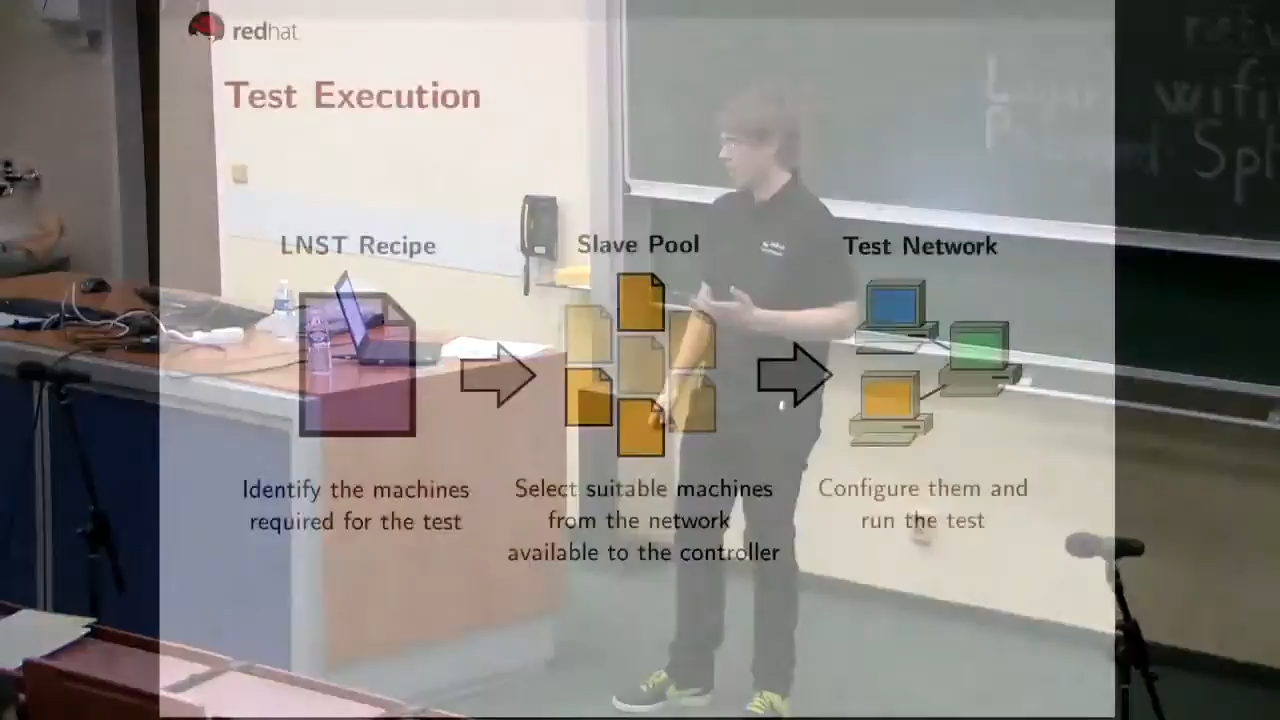 redhat.
Test Execution
LNST Recipe
Slave Pool
Test Network
Identify the machines
required for the test
Select suitable machines
from the network
available to the controller
Configure them and
run the test
wifi